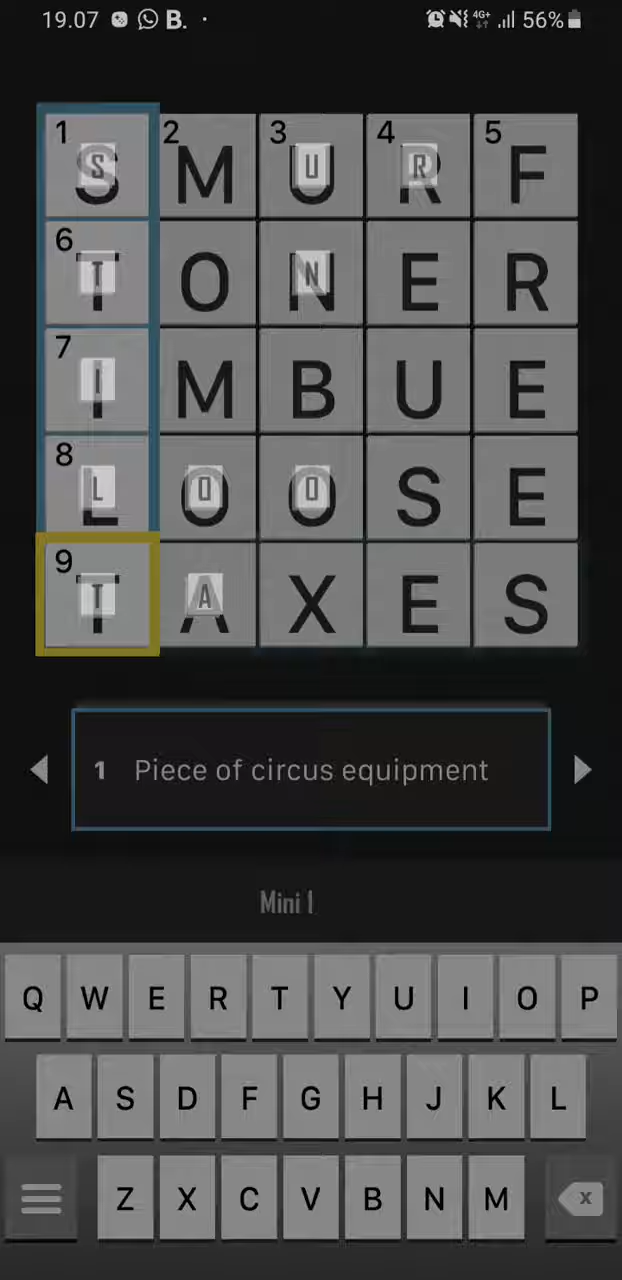 19.07 B. · 4G+ 56%
1 S 2 M 3 U 4 R 5 F
6 T O N E R
7 I M B U E
8 L O O S E
9 T A X E S
1 Piece of circus equipment
Mini 1
Q W E R T Y U I O P
A S D F G H J K L
Z X C V B N M X